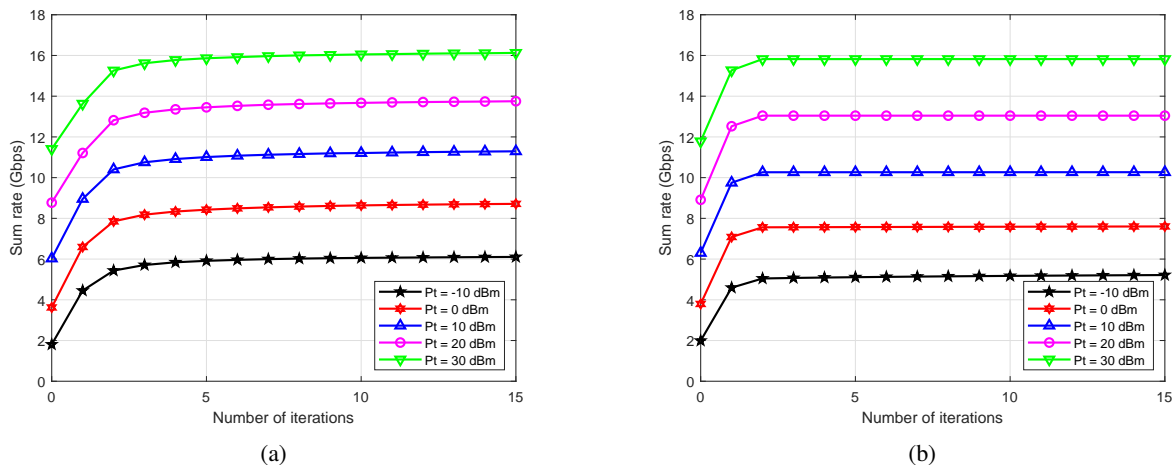 18
16
14
12
10
8
6
4
2
0
Sum rate (Gbps)
0 5 10 15
Number of iterations
Pt = -10 dBm
Pt = 0 dBm
Pt = 10 dBm
Pt = 20 dBm
Pt = 30 dBm
(a)
18
16
14
12
10
8
6
4
2
0
Sum rate (Gbps)
0 5 10 15
Number of iterations
Pt = -10 dBm
Pt = 0 dBm
Pt = 10 dBm
Pt = 20 dBm
Pt = 30 dBm
(b)